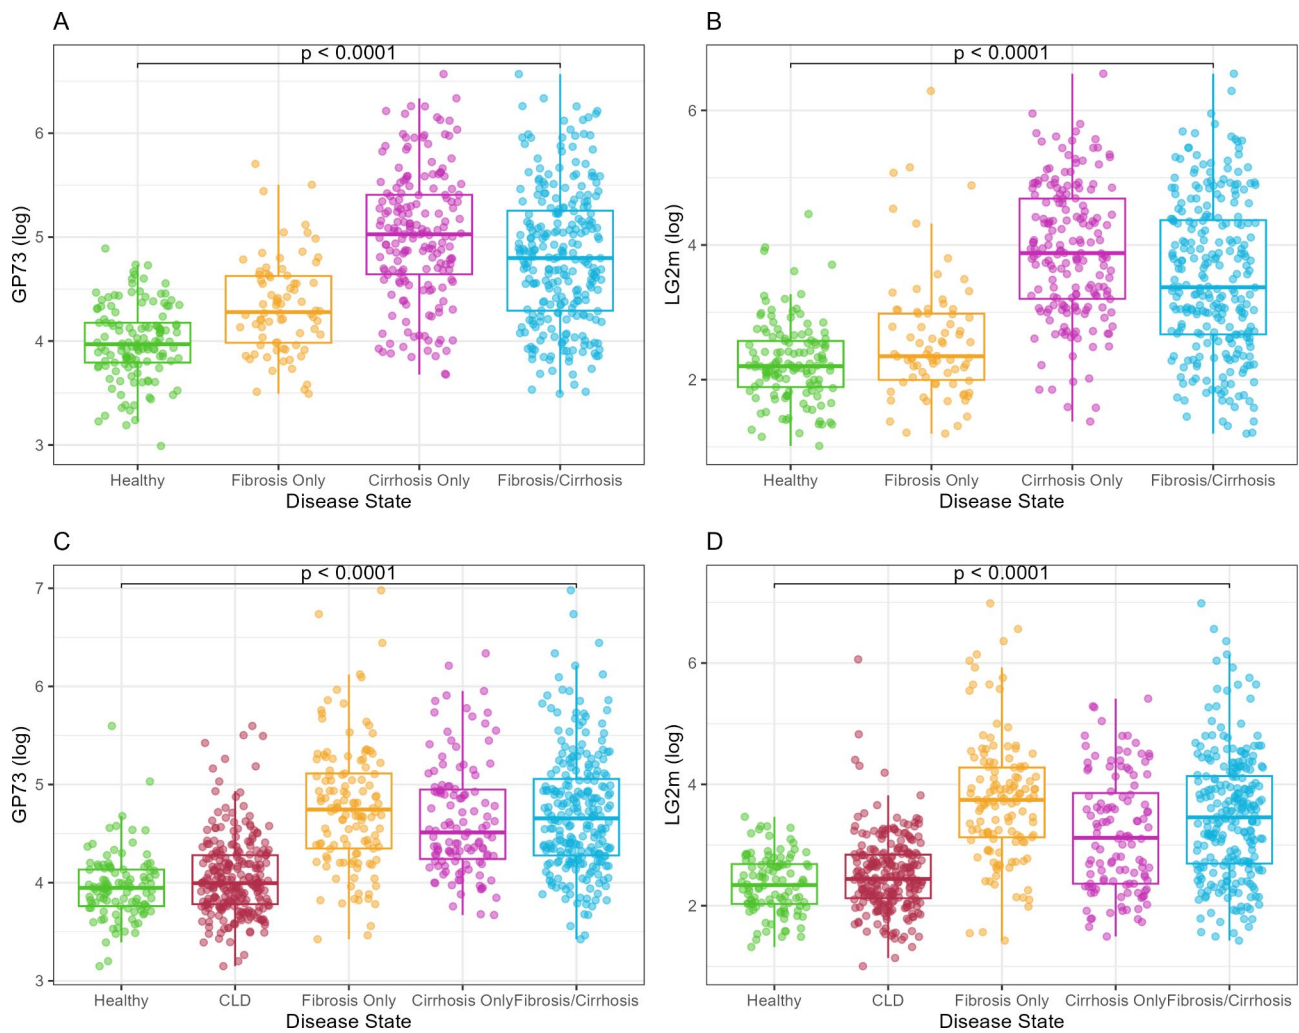 A
p < 0.0001
GP73 (log)
6
5
4
3
Healthy
Fibrosis Only
Cirrhosis Only
Fibrosis/Cirrhosis
Disease State
B
p < 0.0001
LG2m (log)
6
4
2
Healthy
Fibrosis Only
Cirrhosis Only
Fibrosis/Cirrhosis
Disease State
C
p < 0.0001
GP73 (log)
7
6
5
4
3
Healthy
CLD
Fibrosis Only
Cirrhosis Only
Fibrosis/Cirrhosis
Disease State
D
p < 0.0001
LG2m (log)
6
4
2
Healthy
CLD
Fibrosis Only
Cirrhosis Only
Fibrosis/Cirrhosis
Disease State